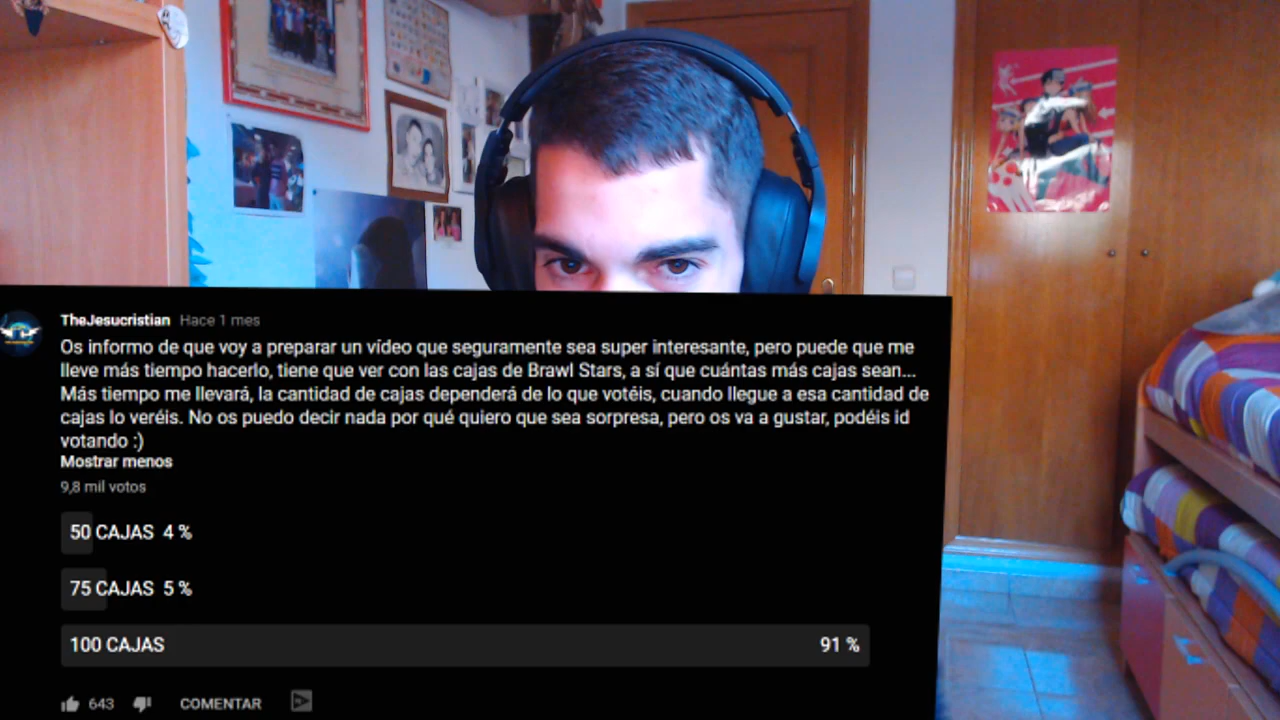 TheJesucristian Hace 1 mes
Os informo de que voy a preparar un vídeo que seguramente sea super interesante, pero puede que me
lleve más tiempo hacerlo, tiene que ver con las cajas de Brawl Stars, a sí que cuántas más cajas sean...
Más tiempo me llevará, la cantidad de cajas dependerá de lo que votéis, cuando llegue a esa cantidad de
cajas lo veréis. No os puedo decir nada por qué quiero que sea sorpresa, pero os va a gustar, podéis id
votando :)
Mostrar menos
9,8 mil votos
50 CAJAS 4 %
75 CAJAS 5 %
100 CAJAS 91 %
643 COMENTAR